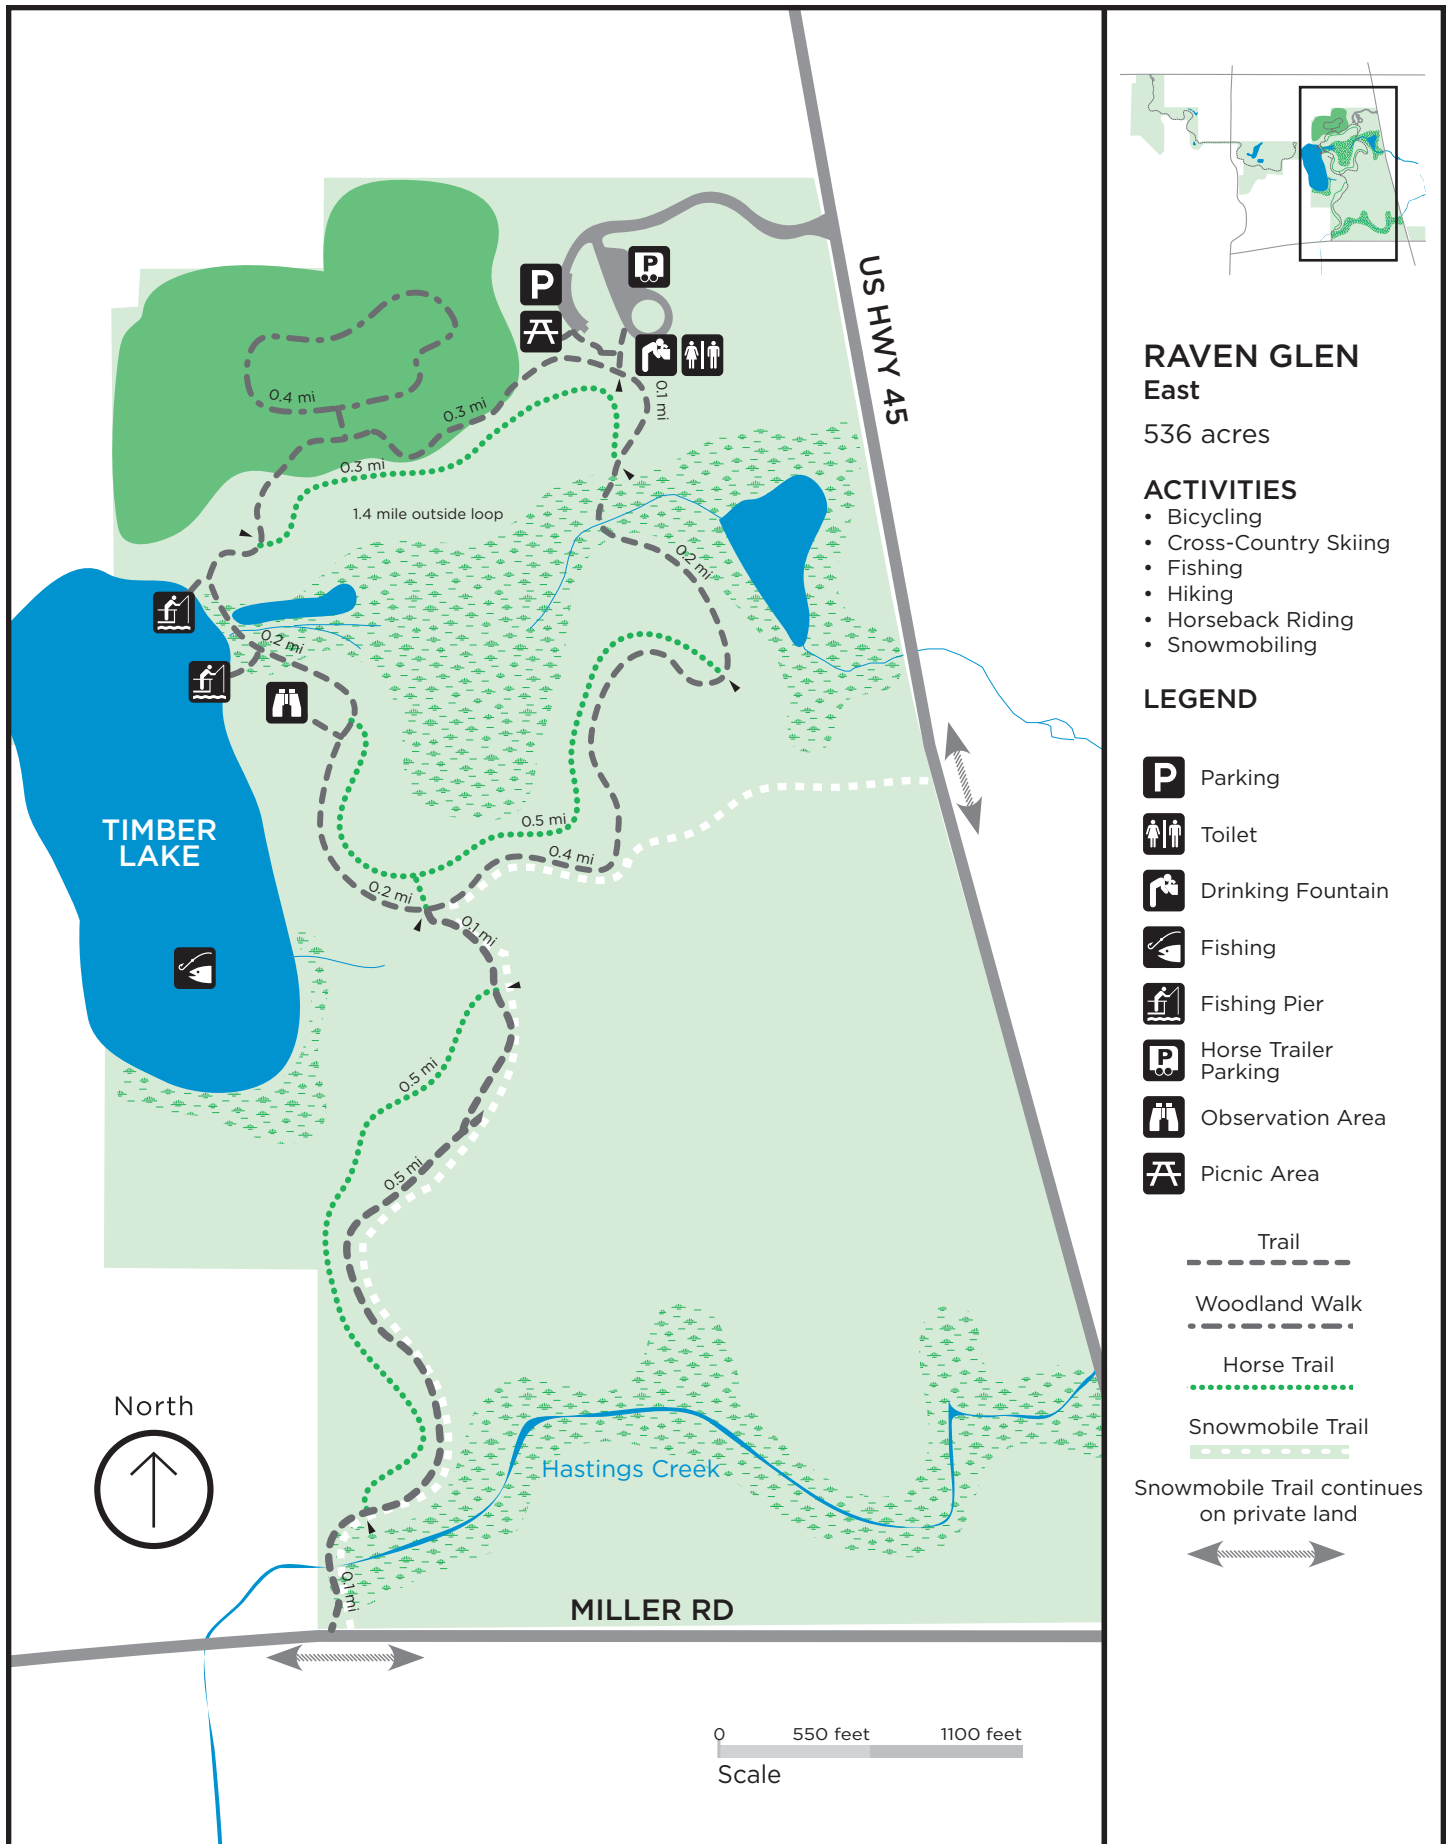 US HWY 45
0.4 mi
0.3 mi
0.1 mi
0.3 mi
1.4 mile outside loop
0.2 mi
0.2 mi
0.5 mi
0.4 mi
TIMBER
LAKE
0.2 mi
0.1 mi
0.5 mi
0.5 mi
North
Hastings Creek
0.1 mi
MILLER RD
0 550 feet 1100 feet
Scale
RAVEN GLEN
East
536 acres
ACTIVITIES
• Bicycling
• Cross-Country Skiing
• Fishing
• Hiking
• Horseback Riding
• Snowmobiling
LEGEND
P Parking
Toilet
Drinking Fountain
Fishing
Fishing Pier
P Horse Trailer
Parking
Observation Area
Picnic Area
Trail
Woodland Walk
Horse Trail
Snowmobile Trail
Snowmobile Trail continues
on private land
P
P